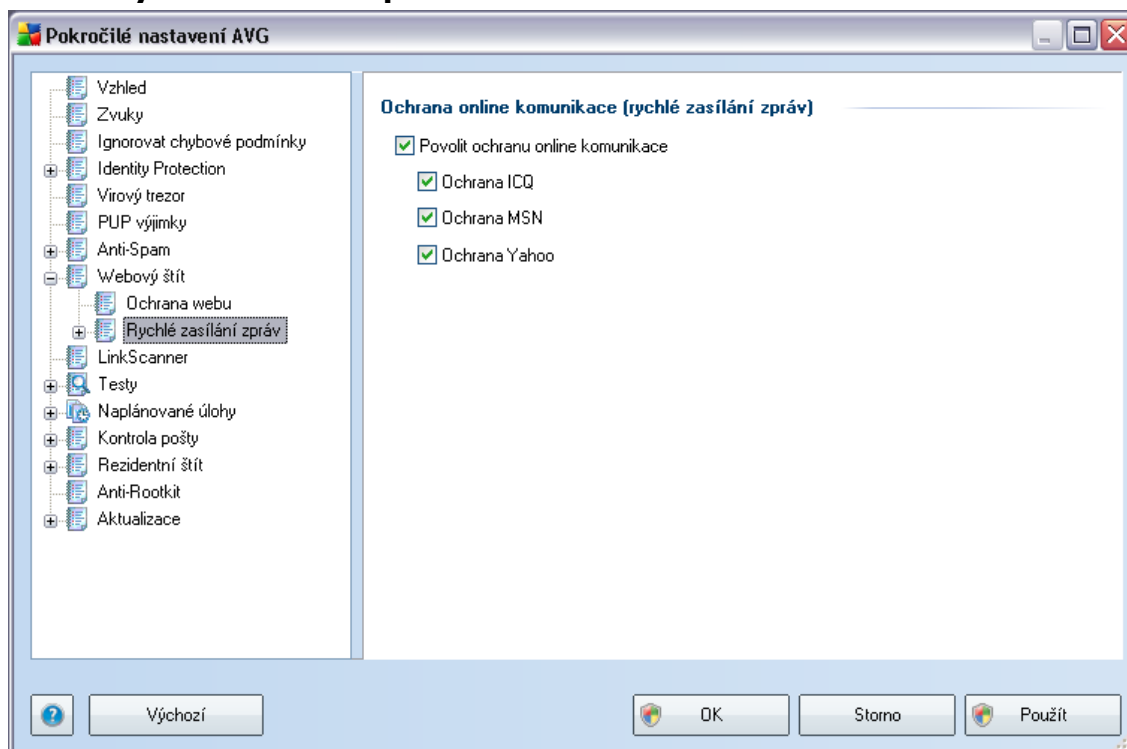 Pokročilé nastavení AVG
Vzhled
Zvuky
Ignorovat chybové podmínky
Identity Protection
Virový trezor
PUP výjimky
Anti-Spam
Webový štít
Ochrana webu
Rychlé zasílání zpráv
LinkScanner
Testy
Naplánované úlohy
Kontrola pošty
Rezidentní štít
Anti-Rootkit
Aktualizace
Ochrana online komunikace (rychlé zasílání zpráv)
Povolit ochranu online komunikace
Ochrana ICQ
Ochrana MSN
Ochrana Yahoo
Výchozí
OK
Storno
Použít